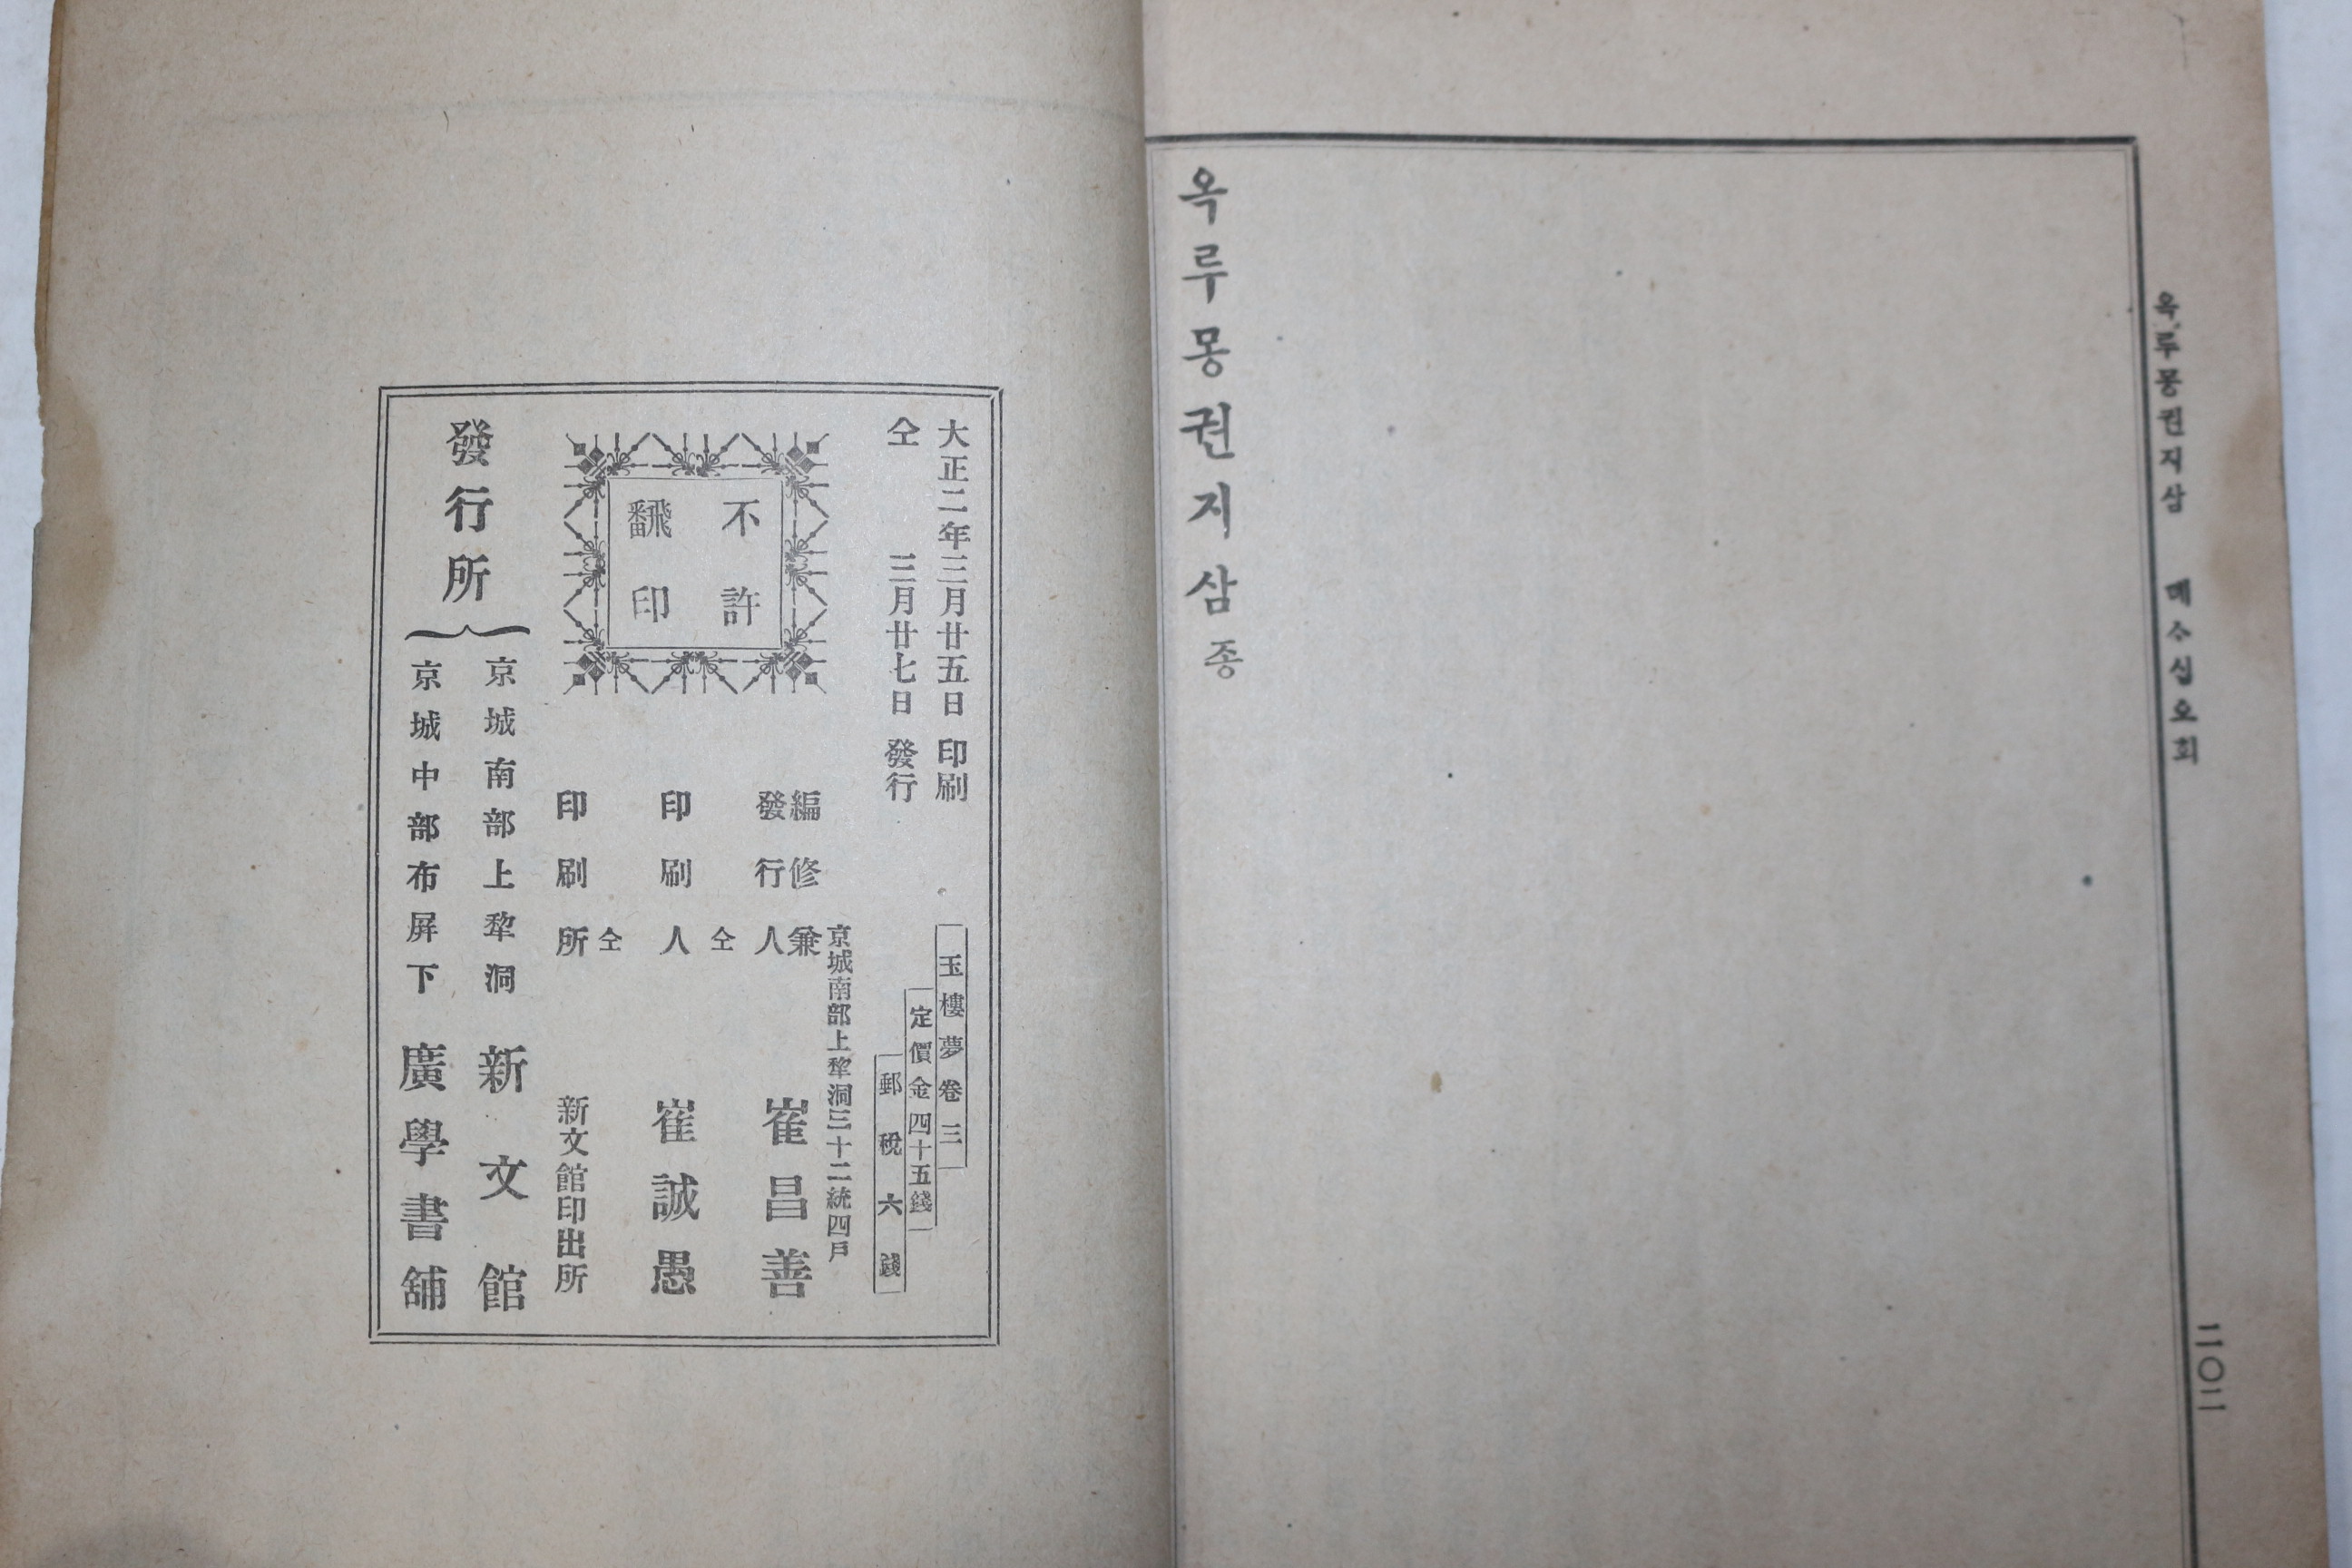 옥루몽권지삼 뎨수십오회
二〇二
옥루몽권지삼 종
大正二年三月廿五日 印刷
仝 三月廿七日 發行
玉樓夢卷三
定價金四十五錢
郵稅六錢
京城南部上犂洞三十二統四戶
編修兼
發行人 崔昌善
仝
印刷人 崔誠愚
仝
印刷所 新文館印出所
不許
飜印
發行所
京城南部上犂洞 新文館
京城中部布屏下 廣學書舖